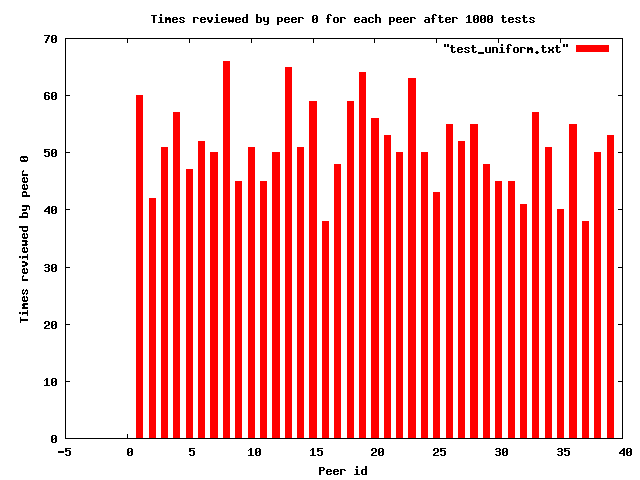 Times reviewed by peer 0 for each peer after 1000 tests
"test_uniform.txt"
Times reviewed by peer 0
70
60
50
40
30
20
10
0
-5 0 5 10 15 20 25 30 35 40
Peer id